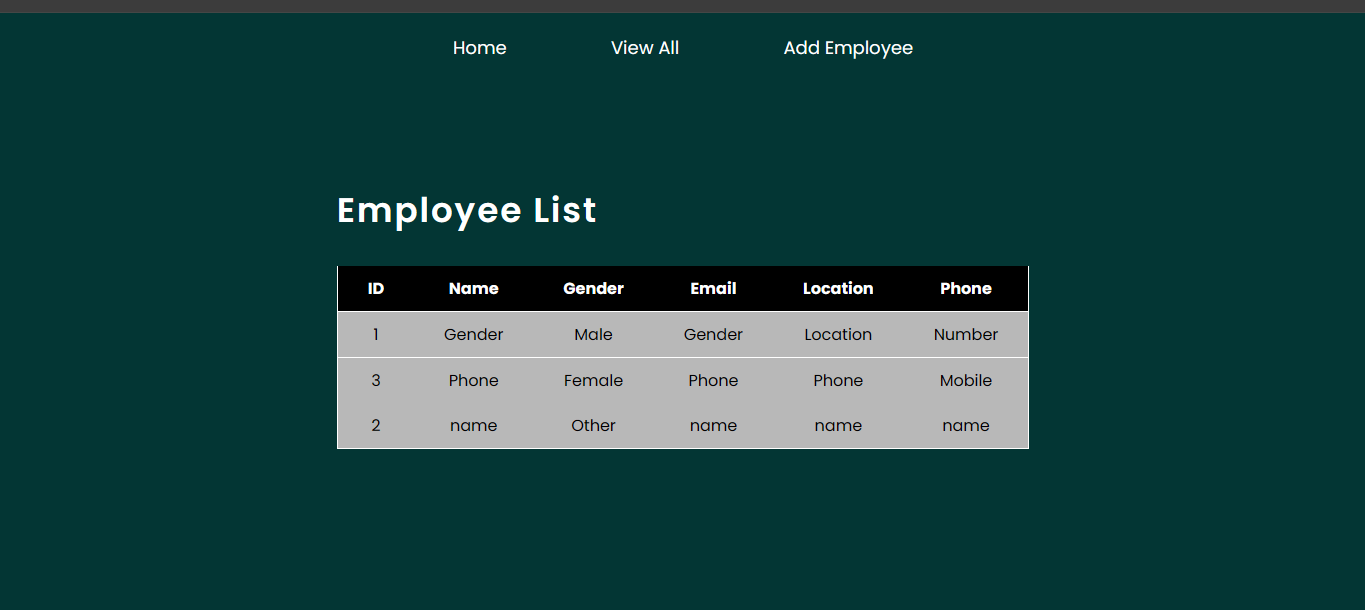 Home View All Add Employee
Employee List
ID Name Gender Email Location Phone
1 Gender Male Gender Location Number
3 Phone Female Phone Phone Mobile
2 name Other name name name